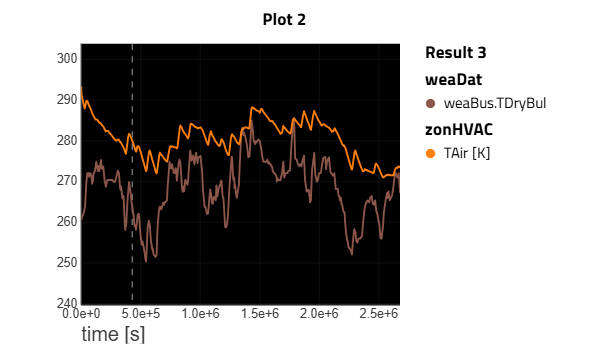 Plot 2
300
290
280
270
260
250
240
0.0e+0 5.0e+5 1.0e+6 1.5e+6 2.0e+6 2.5e+6
time [s]
Result 3
weaDat
weaBus.TDryBul
zonHVAC
TAir [K]